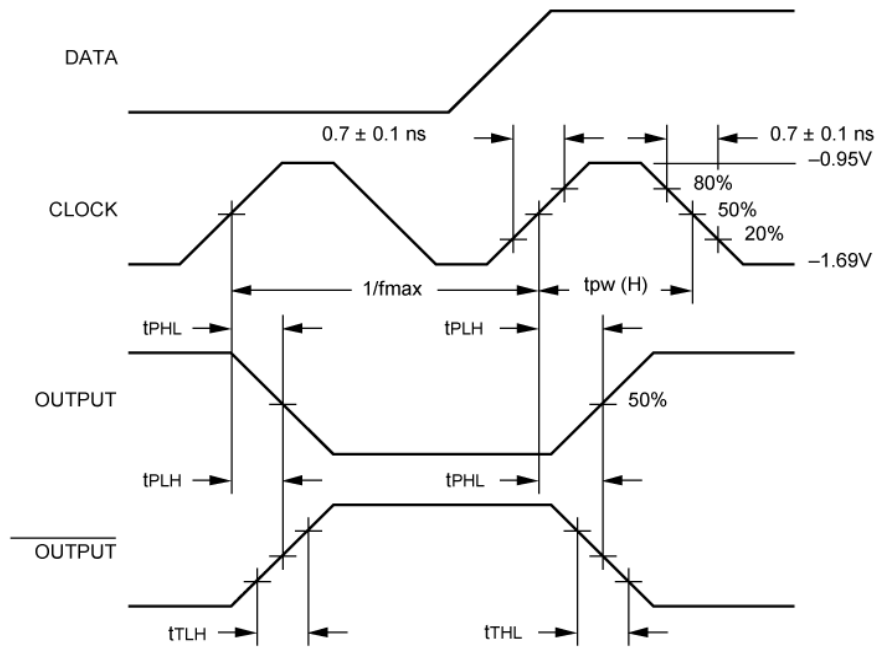 DATA
0.7 ± 0.1 ns
0.7 ± 0.1 ns
–0.95V
80%
CLOCK
50%
20%
–1.69V
1/fmax
tpw (H)
tPHL
tPLH
OUTPUT
50%
tPLH
tPHL
OUTPUT
tTLH
tTHL